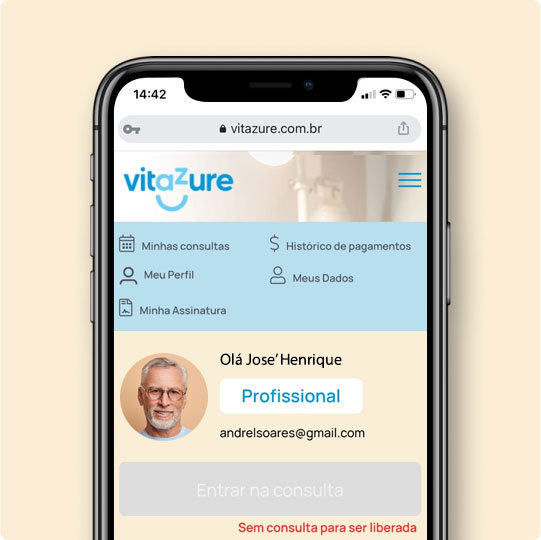 14:42
vitazure.com.br
vitazure
Minhas consultas
Histórico de pagamentos
Meu Perfil
Meus Dados
Minha Assinatura
Olá Jose’Henrique
Profissional
andrelsoares@gmail.com
Entrar na consulta
Sem consulta para ser liberada